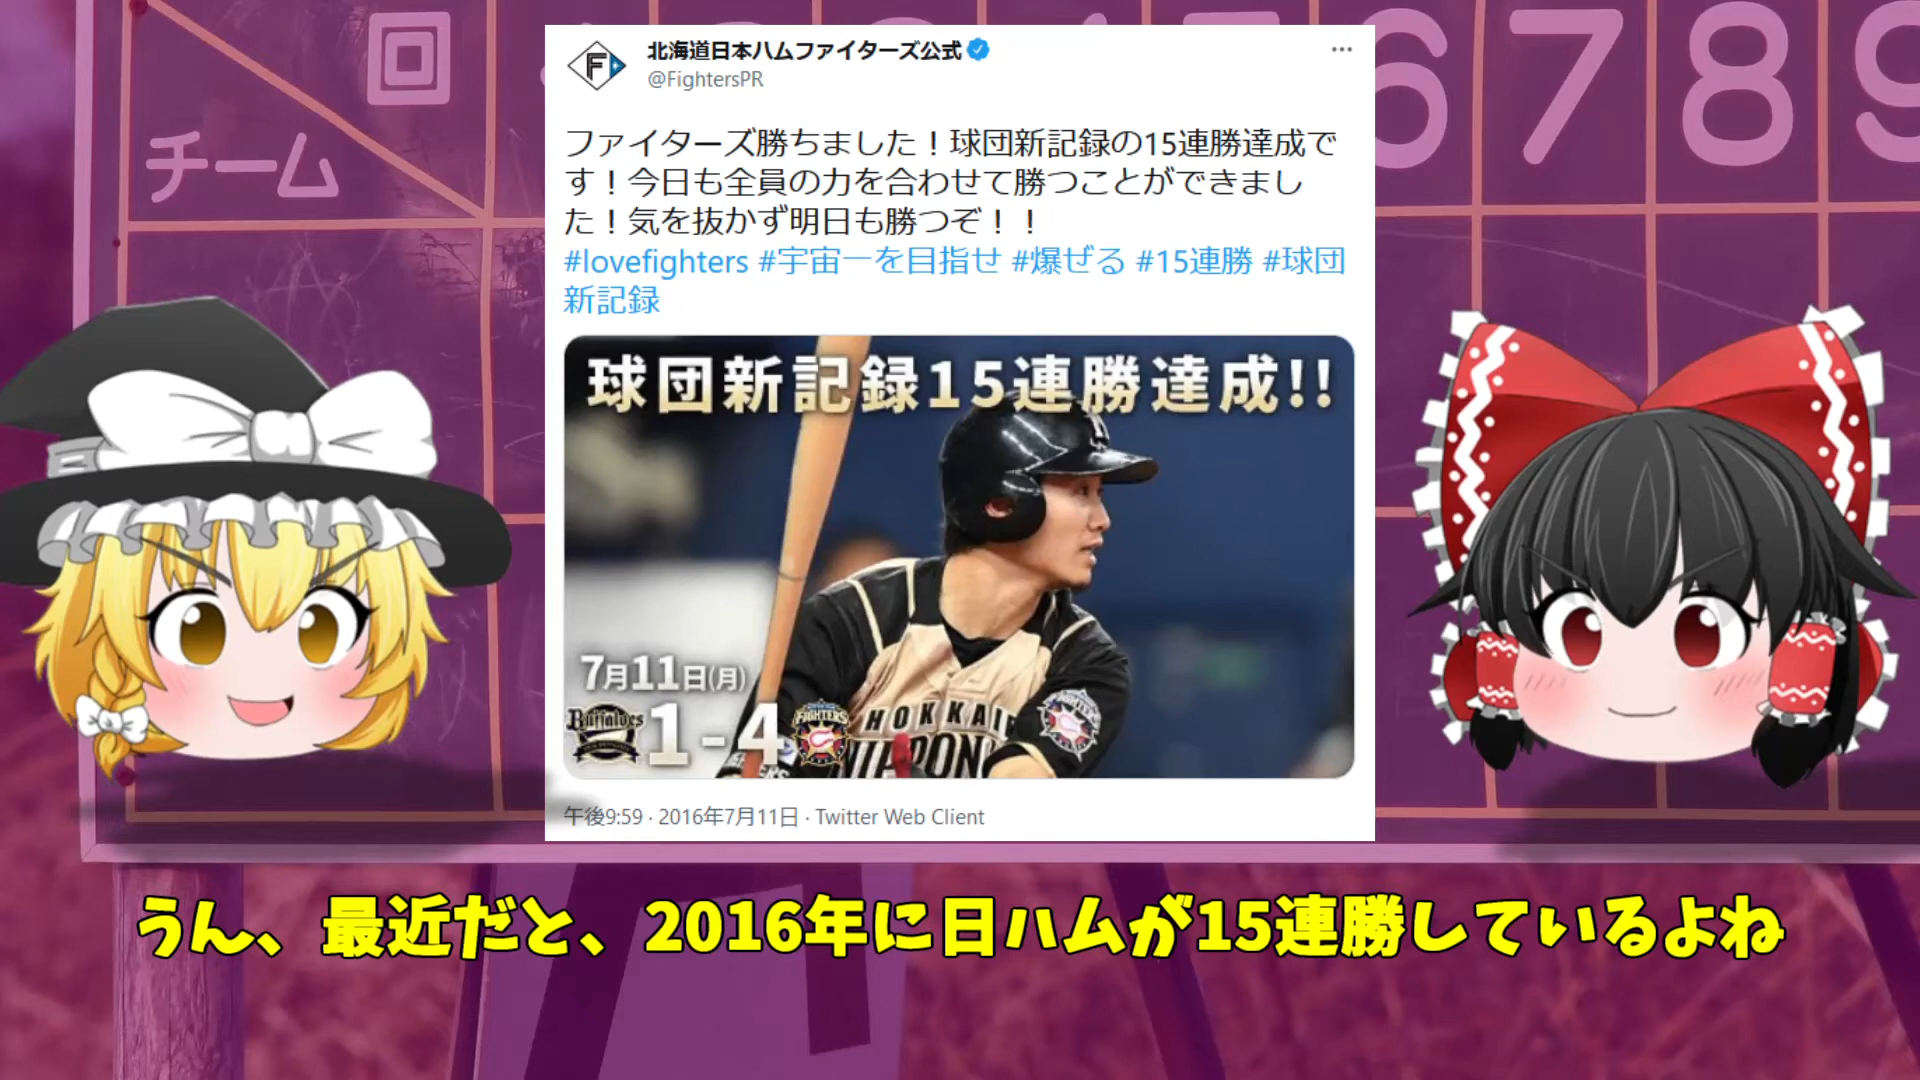 回
6789
チーム
北海道日本ハムファイターズ公式
@FightersPR
ファイターズ勝ちました！球団新記録の15連勝達成で
す！今日も全員の力を合わせて勝つことができまし
た！気を抜かず明日も勝つぞ！！
#lovefighters #宇宙一を目指せ #爆ぜる #15連勝 #球団
新記録
球団新記録15連勝達成!!
7月11日(月)
Buffaloes 1-4 FIGHTERS
HOKKAI
NIPPON
午後9:59 · 2016年7月11日 · Twitter Web Client
うん、最近だと、2016年に日ハムが15連勝しているよね